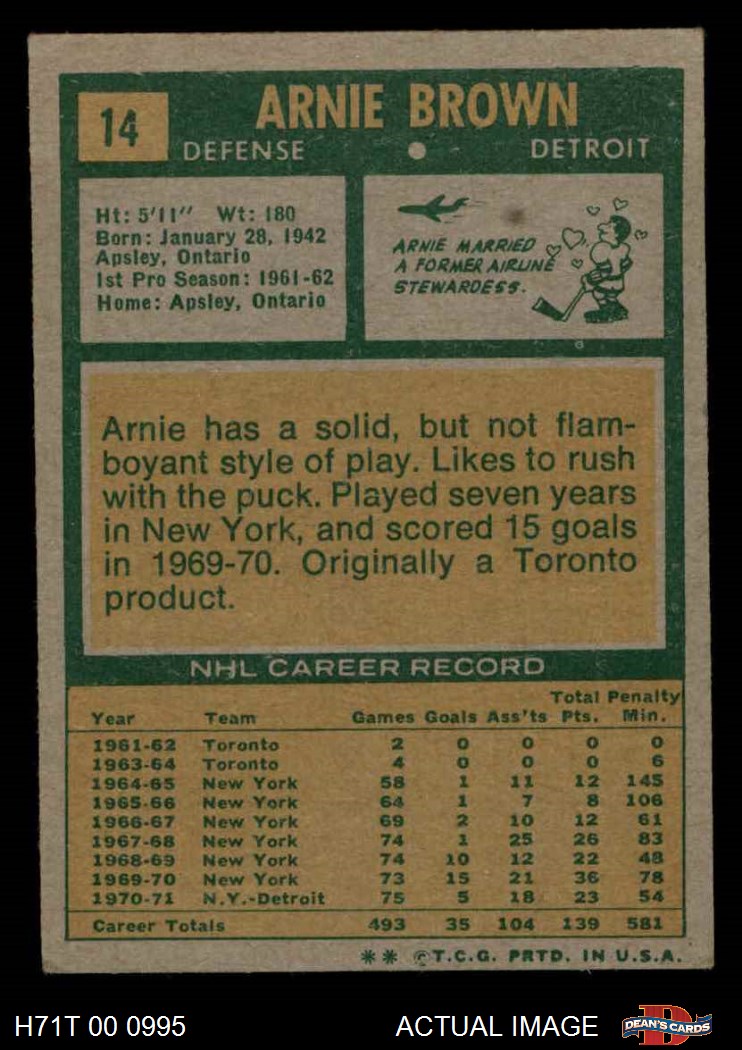 14
ARNIE BROWN
DEFENSE • DETROIT
Ht: 5'11" Wt: 180
Born: January 28, 1942
Apsley, Ontario
1st Pro Season: 1961-62
Home: Apsley, Ontario
ARNIE MARRIED
A FORMER AIRLINE
STEWARDESS.
Arnie has a solid, but not flam-
boyant style of play. Likes to rush
with the puck. Played seven years
in New York, and scored 15 goals
in 1969-70. Originally a Toronto
product.
NHL CAREER RECORD
Total Penalty
Year Team Games Goals Ass'ts Pts. Min.
1961-62 Toronto 2 0 0 0 0
1963-64 Toronto 4 0 0 0 6
1964-65 New York 58 1 11 12 145
1965-66 New York 64 1 7 8 106
1966-67 New York 69 2 10 12 61
1967-68 New York 74 1 25 26 83
1968-69 New York 74 10 12 22 48
1969-70 New York 73 15 21 36 78
1970-71 N.Y.-Detroit 75 5 18 23 54
Career Totals 493 35 104 139 581
** ©T.C.G. PRTD. IN U.S.A.
H71T 00 0995 ACTUAL IMAGE D DEAN'S CARDS